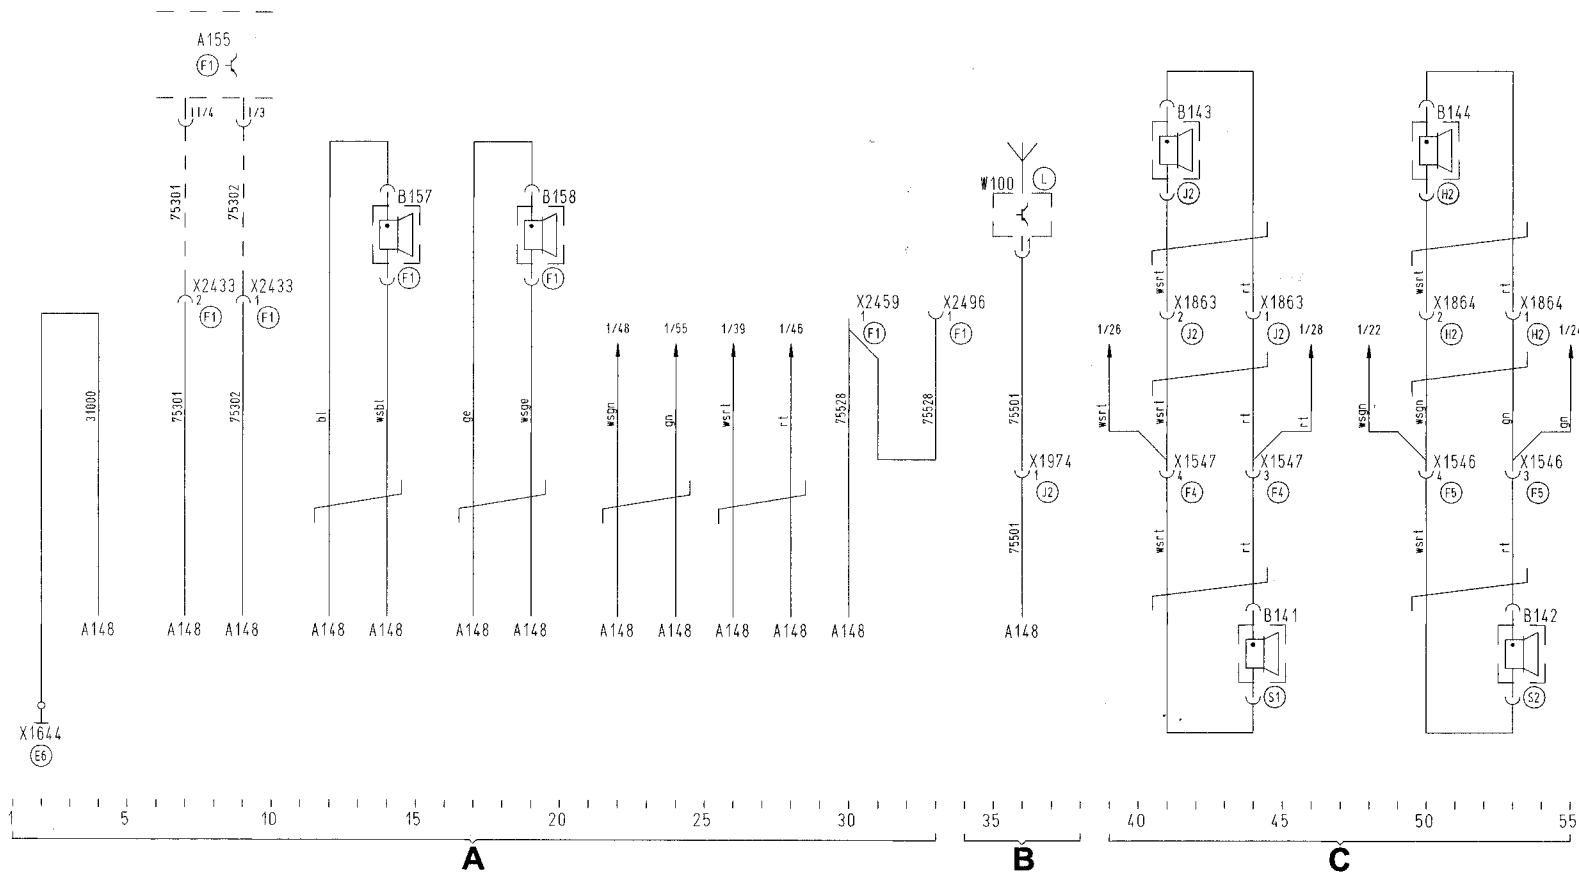 A155
F1
11/4
1/3
75301
75302
X2433
2
F1
X2433
1
F1
31000
75301
75302
A148
A148
A148
X1644
E6
B157
F1
bl
wsbl
A148
A148
B158
F1
ge
wsge
A148
A148
1/48
1/55
1/39
1/46
wsgn
gn
wsrt
rt
A148
A148
A148
A148
X2459
1
F1
X2496
1
F1
75528
75528
A148
W100
L
1
75501
X1974
1
J2
75501
A148
B143
J2
wsrt
rt
X1863
2
J2
X1863
1
J2
1/26
1/28
wsrt
wsrt
rt
rt
X1547
4
F4
X1547
3
F4
wsrt
rt
B141
S1
B144
H2
wsrt
rt
X1864
2
H2
X1864
1
H2
1/22
1/24
wsgn
wsgn
gn
gn
X1546
4
F5
X1546
3
F5
wsrt
rt
B142
S2
1 5 10 15 20 25 30 35 40 45 50 55
A B C